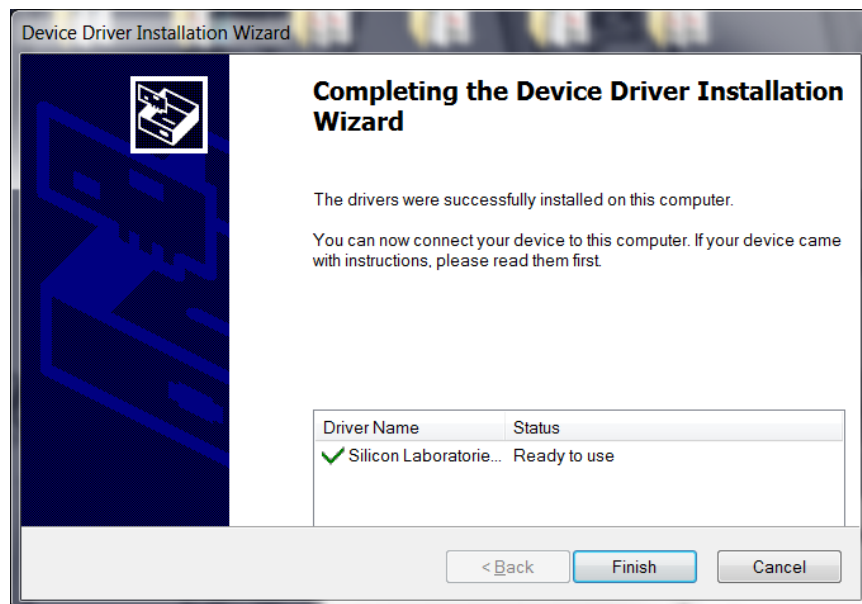 Device Driver Installation Wizard
Completing the Device Driver Installation
Wizard
The drivers were successfully installed on this computer.
You can now connect your device to this computer. If your device came
with instructions, please read them first.
Driver Name Status
Silicon Laboratorie... Ready to use
< Back Finish Cancel